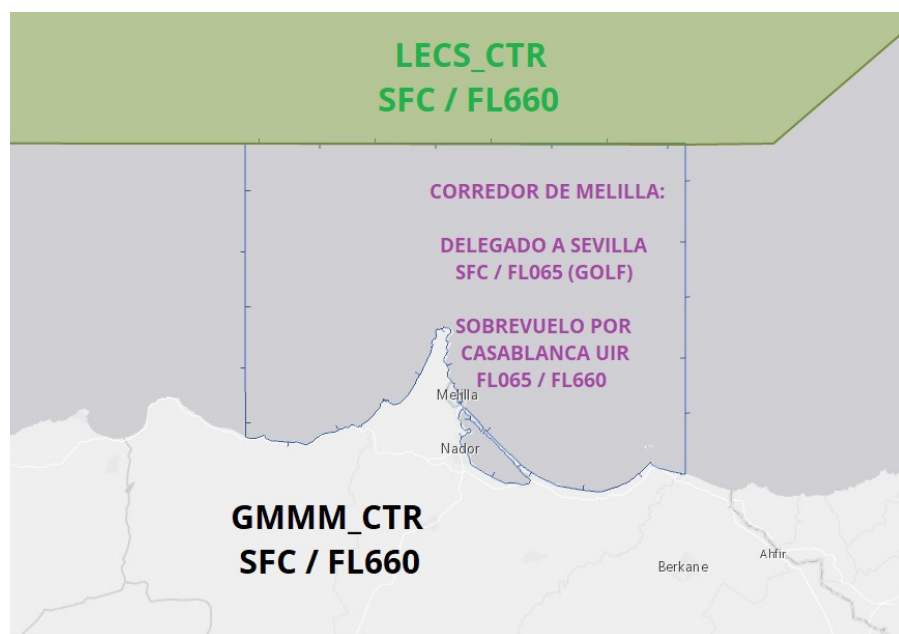 LECS_CTR
SFC / FL660
CORREDOR DE MELILLA:
DELEGADO A SEVILLA
SFC / FL065 (GOLF)
SOBREVUELO POR
CASABLANCA UIR
FL065 / FL660
Melilla
Nador
GMMM_CTR
SFC / FL660
Ahfir
Berkane